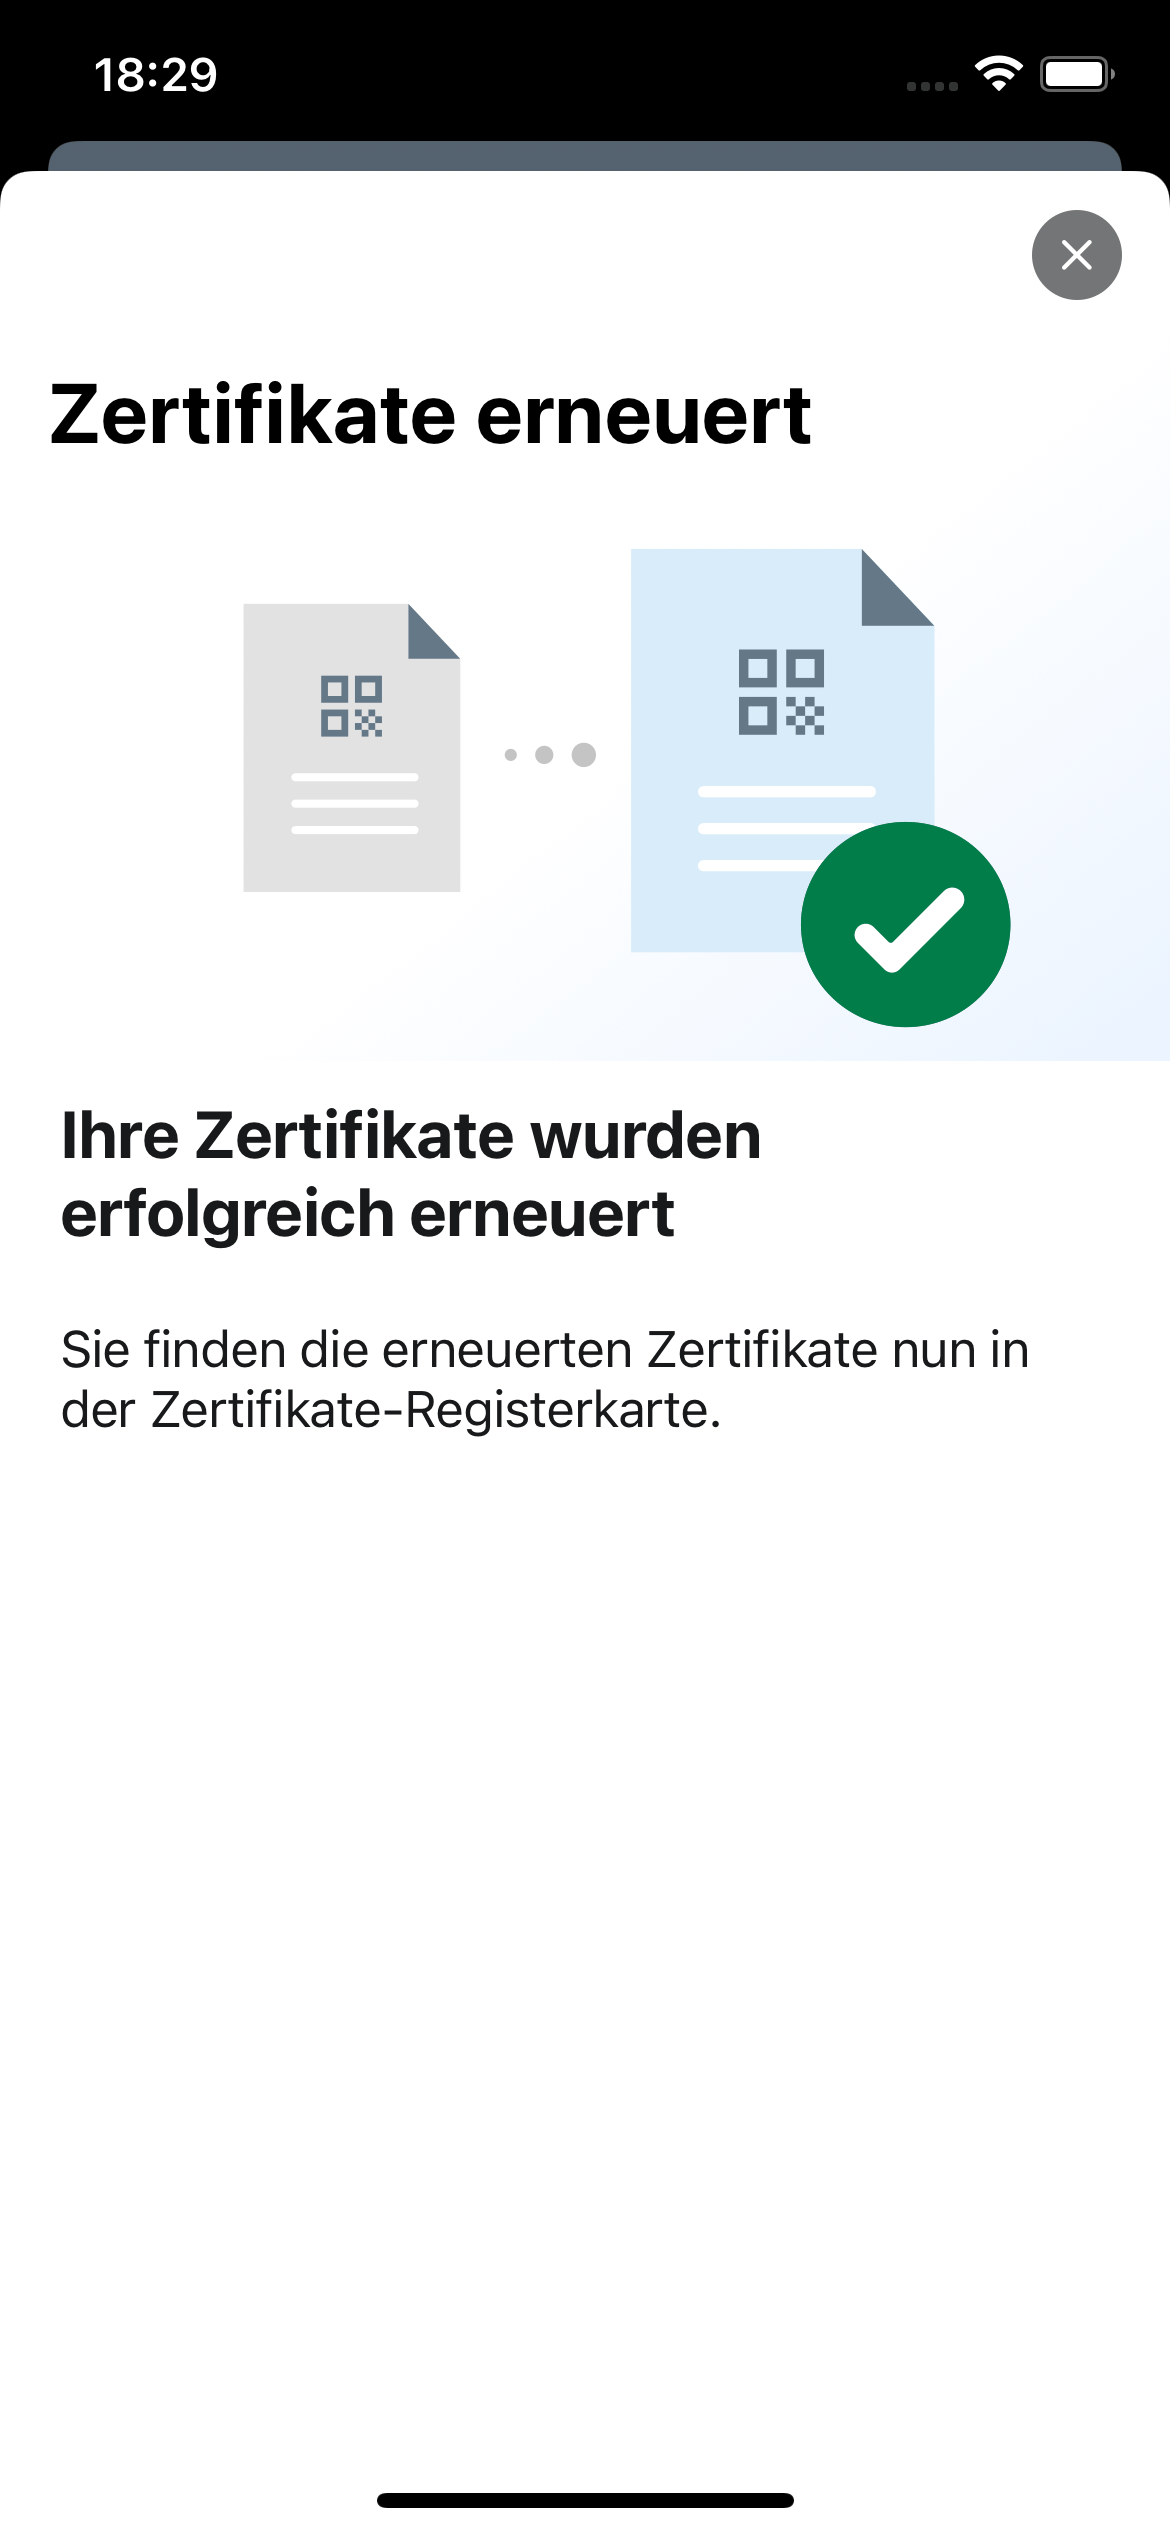 18:29
Zertifikate erneuert
Ihre Zertifikate wurden
erfolgreich erneuert
Sie finden die erneuerten Zertifikate nun in
der Zertifikate-Registerkarte.